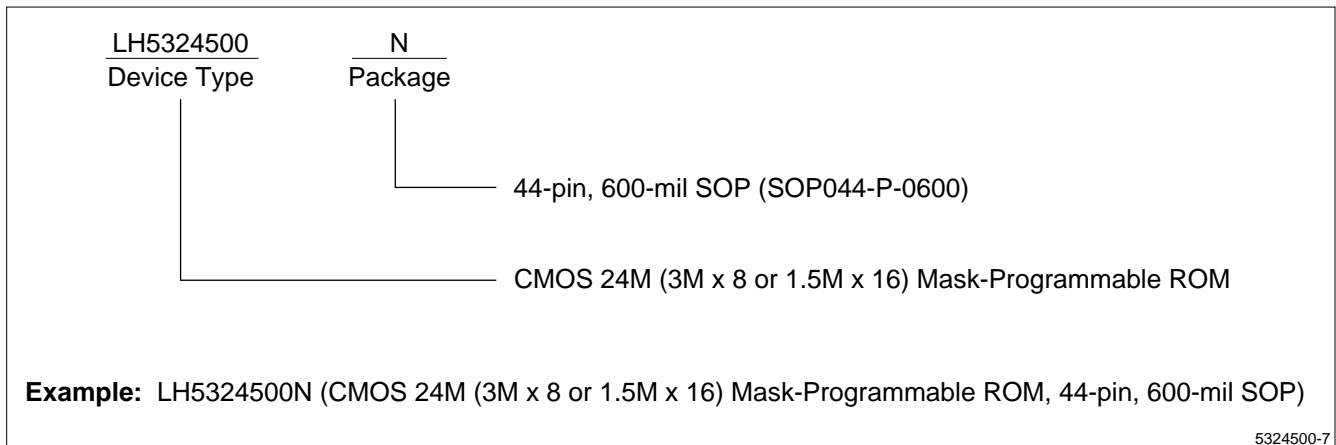 LH5324500 N
Device Type Package
44-pin, 600-mil SOP (SOP044-P-0600)
CMOS 24M (3M x 8 or 1.5M x 16) Mask-Programmable ROM
Example: LH5324500N (CMOS 24M (3M x 8 or 1.5M x 16) Mask-Programmable ROM, 44-pin, 600-mil SOP)
5324500-7